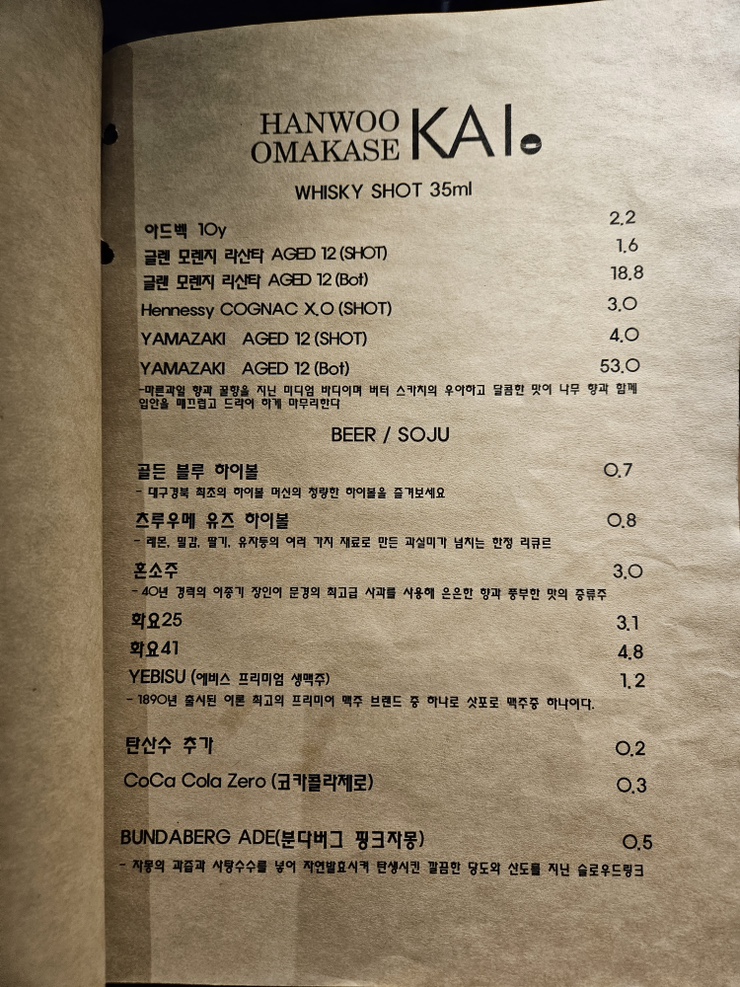 HANWOO
OMAKASE KAI
WHISKY SHOT 35ml
아드벡 10y 2.2
글렌 모렌지 라산타 AGED 12 (SHOT) 1.6
글렌 모렌지 라산타 AGED 12 (Bot) 18.8
Hennessy COGNAC X.O (SHOT) 3.0
YAMAZAKI AGED 12 (SHOT) 4.0
YAMAZAKI AGED 12 (Bot) 53.0
-마른과일 향과 꿀향을 지닌 미디엄 바디이며 버터 스카치의 우아하고 달콤한 맛이 나무 향과 함께
입안을 매끄럽고 드라이 하게 마무리한다
BEER / SOJU
골든 블루 하이볼 0.7
- 대구경북 최초의 하이볼 머신의 청량한 하이볼을 즐겨보세요
츠루우메 유즈 하이볼 0.8
- 레몬, 밀감, 딸기, 유자등의 여러 가지 재료로 만든 과실미가 넘치는 한정 리큐르
혼소주 3.0
- 40년 경력의 이종기 장인이 문경의 최고급 사과를 사용해 은은한 향과 풍부한 맛의 증류주
화요25 3.1
화요41 4.8
YEBISU (에비스 프리미엄 생맥주) 1.2
- 1890년 출시된 이론 최고의 프리미어 맥주 브랜드 중 하나로 삿포로 맥주중 하나이다.
탄산수 추가 0.2
CoCa Cola Zero (코카콜라제로) 0.3
BUNDABERG ADE(분다버그 핑크자몽) 0.5
- 자몽의 과즙과 사탕수수를 넣어 자연발효시켜 탄생시킨 깔끔한 당도와 산도를 지닌 슬로우드링크